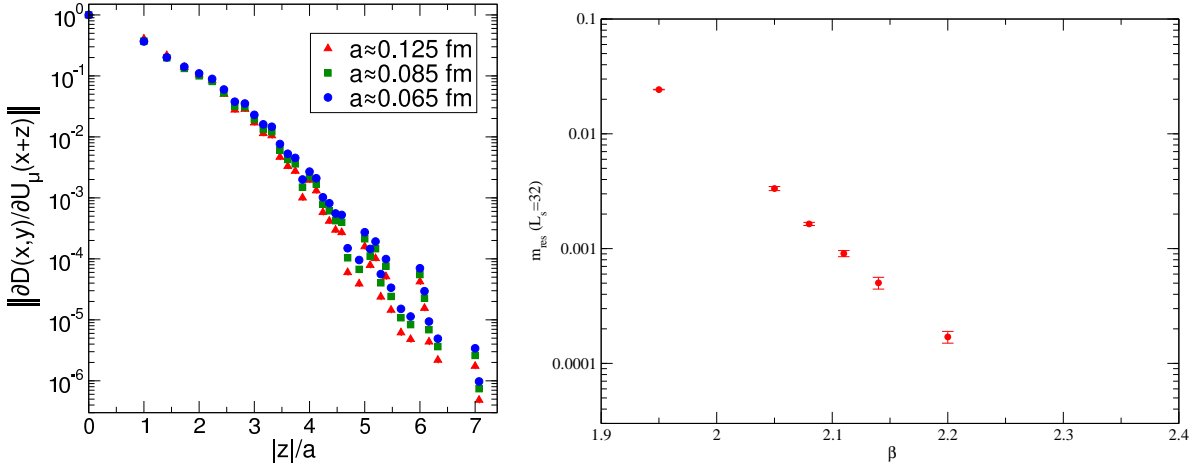 10^0
10^-1
10^-2
10^-3
10^-4
10^-5
10^-6
||∂D(x,y)/∂U_μ(x+z)||
a≈0.125 fm
a≈0.085 fm
a≈0.065 fm
0 1 2 3 4 5 6 7
|z|/a
0.1
0.01
0.001
0.0001
m_res (L_s=32)
1.9 2 2.1 2.2 2.3 2.4
β